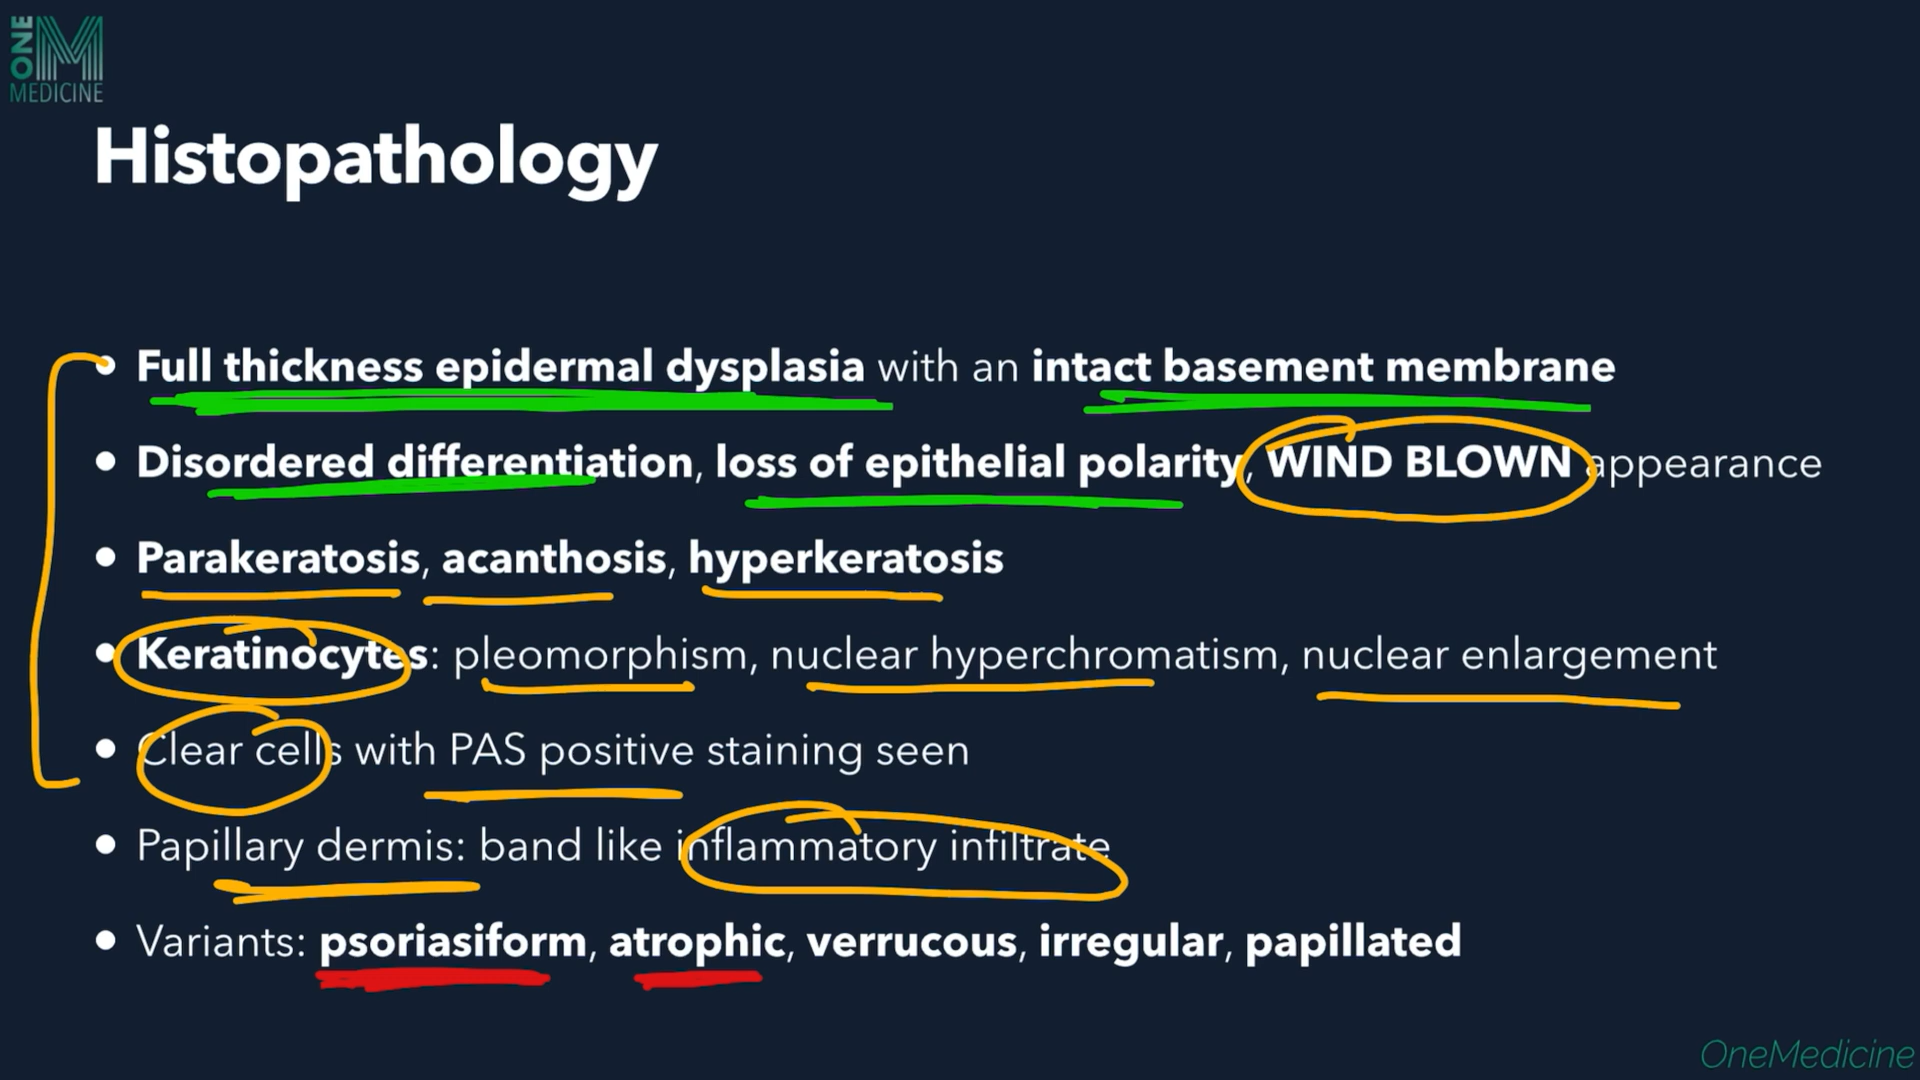 ONE
M
MEDICINE
Histopathology
• Full thickness epidermal dysplasia with an intact basement membrane
• Disordered differentiation, loss of epithelial polarity, WIND BLOWN appearance
• Parakeratosis, acanthosis, hyperkeratosis
• Keratinocytes: pleomorphism, nuclear hyperchromatism, nuclear enlargement
• Clear cells with PAS positive staining seen
• Papillary dermis: band like inflammatory infiltrate
• Variants: psoriasiform, atrophic, verrucous, irregular, papillated
OneMedicine